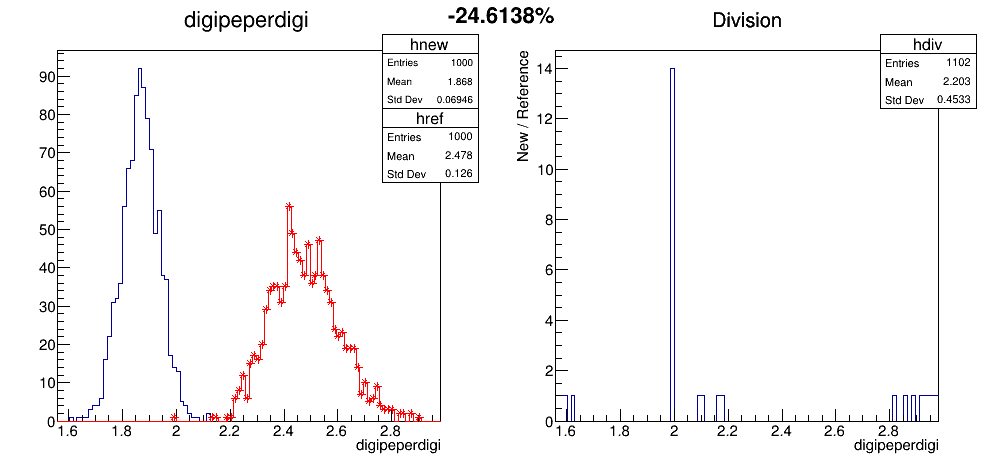 digipeperdigi
-24.6138%
Division
hnew
Entries 1000
Mean 1.868
Std Dev 0.06946
href
Entries 1000
Mean 2.478
Std Dev 0.126
90
80
70
60
50
40
30
20
10
0
1.6 1.8 2 2.2 2.4 2.6 2.8
digipeperdigi
hdiv
Entries 1102
Mean 2.203
Std Dev 0.4533
New / Reference
14
12
10
8
6
4
2
0
1.6 1.8 2 2.2 2.4 2.6 2.8
digipeperdigi